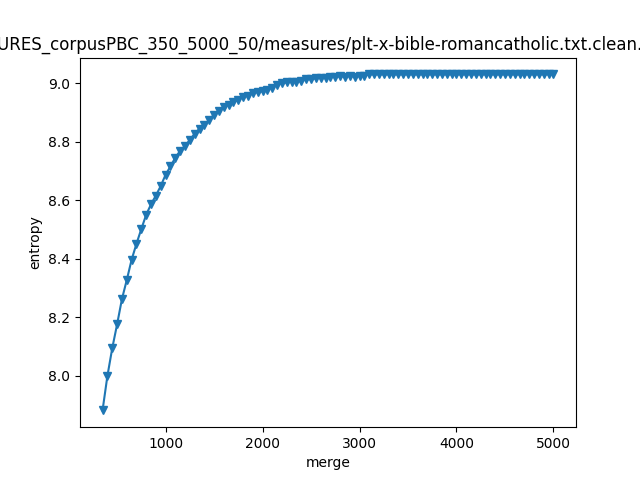 URES_corpusPBC_350_5000_50/measures/plt-x-bible-romancatholic.txt.clean.
9.0
8.8
8.6
8.4
8.2
8.0
entropy
1000 2000 3000 4000 5000
merge